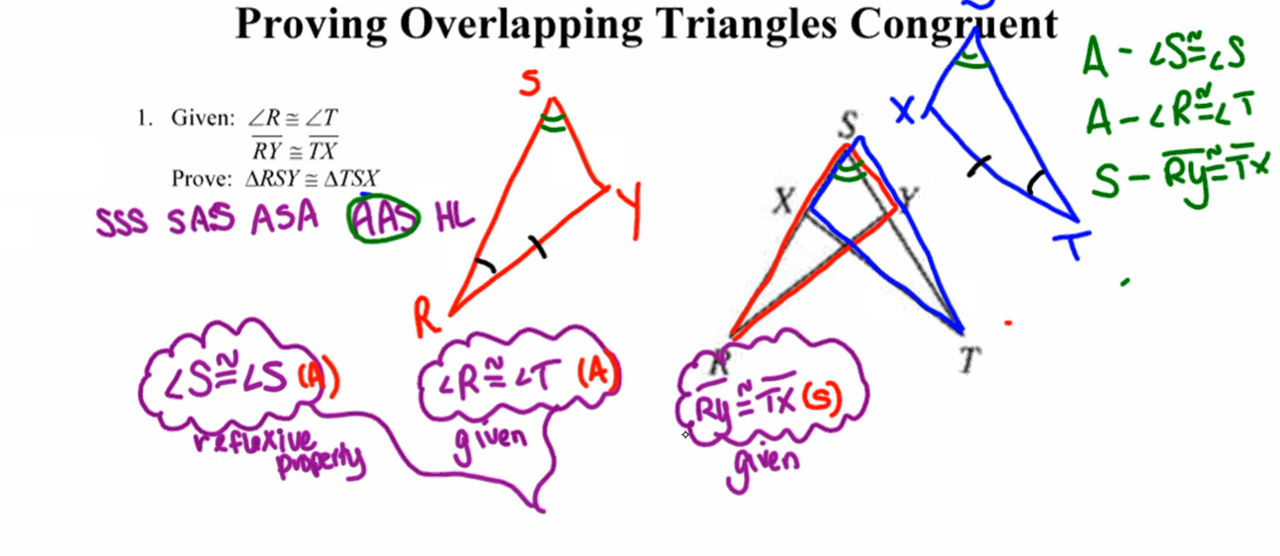 Proving Overlapping Triangles Congruent
1. Given: ∠R ≅ ∠T
RY ≅ TX
Prove: ΔRSY ≅ ΔTSX
SSS SAS ASA AAS HL
S
Y
R
S
X
Y
R
T
X
T
A - ∠S≅∠S
A - ∠R≅∠T
S - Ry≅Tx
∠S≅∠S (A)
reflexive
property
∠R≅∠T (A)
given
Ry≅Tx (S)
given